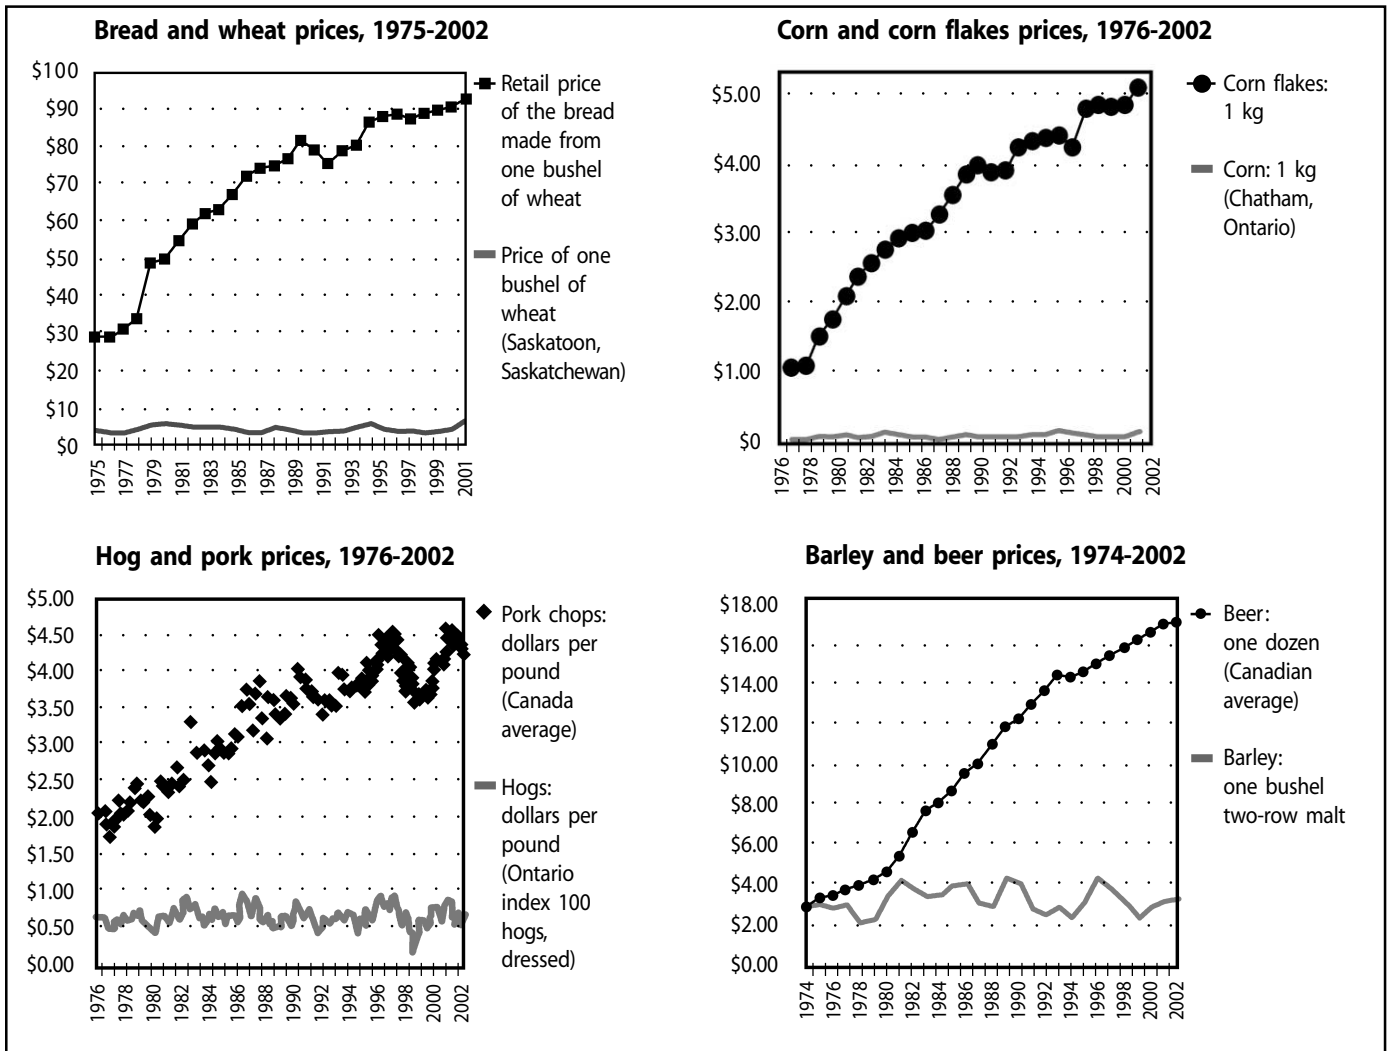 Bread and wheat prices, 1975-2002
$100
$90
$80
$70
$60
$50
$40
$30
$20
$10
$0
1975
1977
1979
1981
1983
1985
1987
1989
1991
1993
1995
1997
1999
2001
Retail price
of the bread
made from
one bushel
of wheat
Price of one
bushel of
wheat
(Saskatoon,
Saskatchewan)
Corn and corn flakes prices, 1976-2002
$5.00
$4.00
$3.00
$2.00
$1.00
$0
1976
1978
1980
1982
1984
1986
1988
1990
1992
1994
1996
1998
2000
2002
Corn flakes:
1 kg
Corn: 1 kg
(Chatham,
Ontario)
Hog and pork prices, 1976-2002
$5.00
$4.50
$4.00
$3.50
$3.00
$2.50
$2.00
$1.50
$1.00
$0.50
$0.00
1976
1978
1980
1982
1984
1986
1988
1990
1992
1994
1996
1998
2000
2002
Pork chops:
dollars per
pound
(Canada
average)
Hogs:
dollars per
pound
(Ontario
index 100
hogs,
dressed)
Barley and beer prices, 1974-2002
$18.00
$16.00
$14.00
$12.00
$10.00
$8.00
$6.00
$4.00
$2.00
$0.00
1974
1976
1978
1980
1982
1984
1986
1988
1990
1992
1994
1996
1998
2000
2002
Beer:
one dozen
(Canadian
average)
Barley:
one bushel
two-row malt